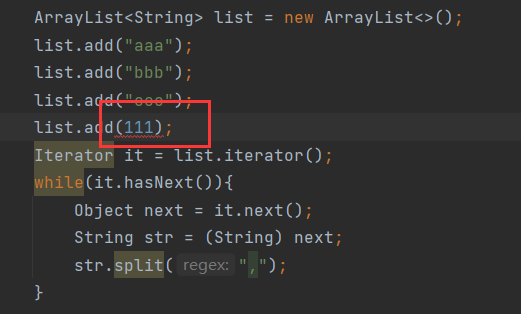 ArrayList<String> list = new ArrayList<>();
list.add("aaa");
list.add("bbb");
list.add("ccc");
list.add(111);
Iterator it = list.iterator();
while(it.hasNext()){
Object next = it.next();
String str = (String) next;
str.split( regex: ",");
}